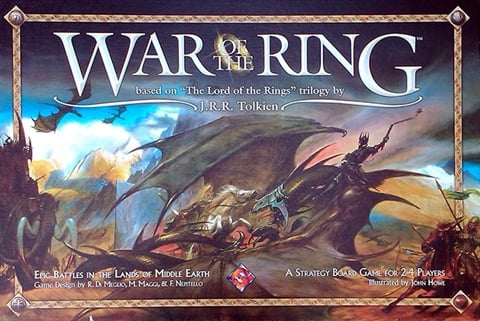 WAR OF THE RING™
based on "The Lord of the Rings" trilogy by
J.R.R. Tolkien
Epic Battles in the Lands of Middle Earth
Game Design by R. Di Meglio, M. Maggi, & F. Nepitello
A Strategy Board Game for 2-4 Players
Illustrated by John Howe